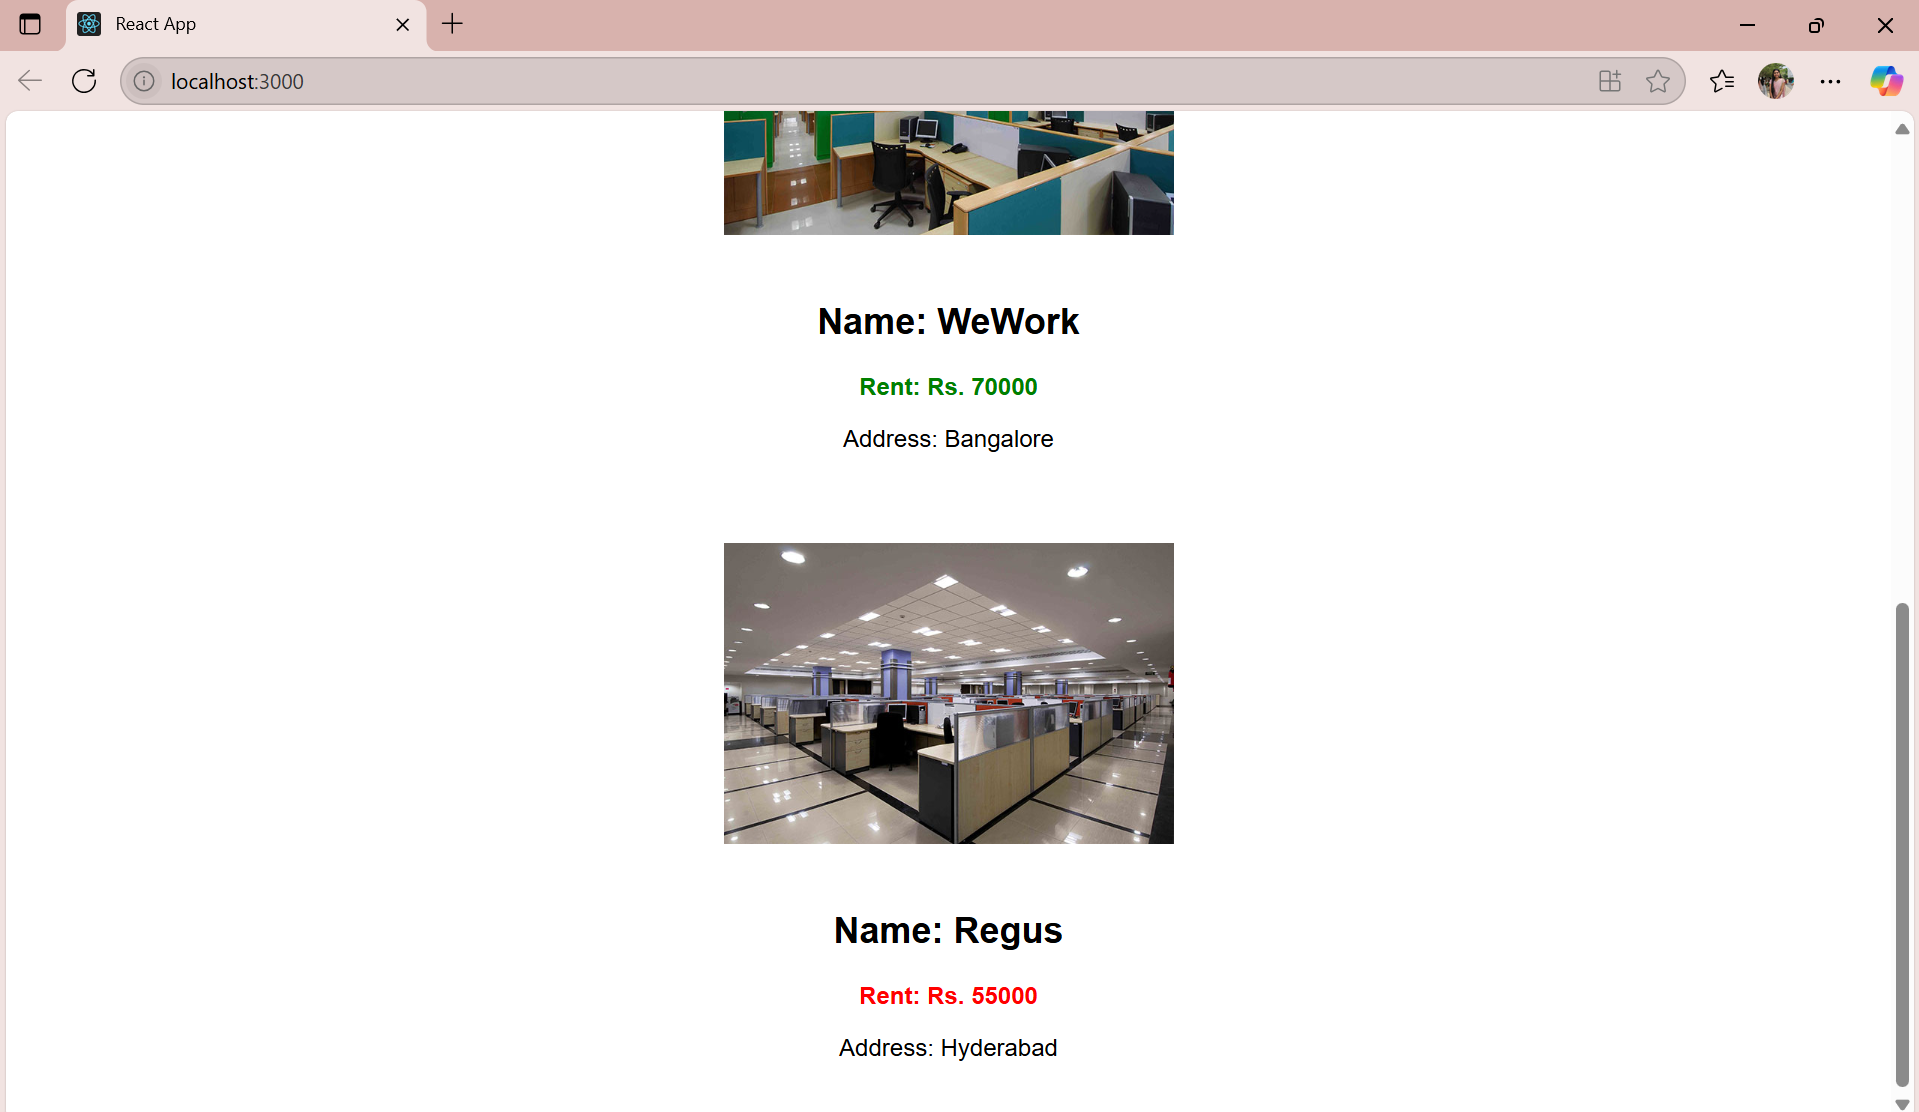 React App
localhost:3000
Name: WeWork
Rent: Rs. 70000
Address: Bangalore
Name: Regus
Rent: Rs. 55000
Address: Hyderabad